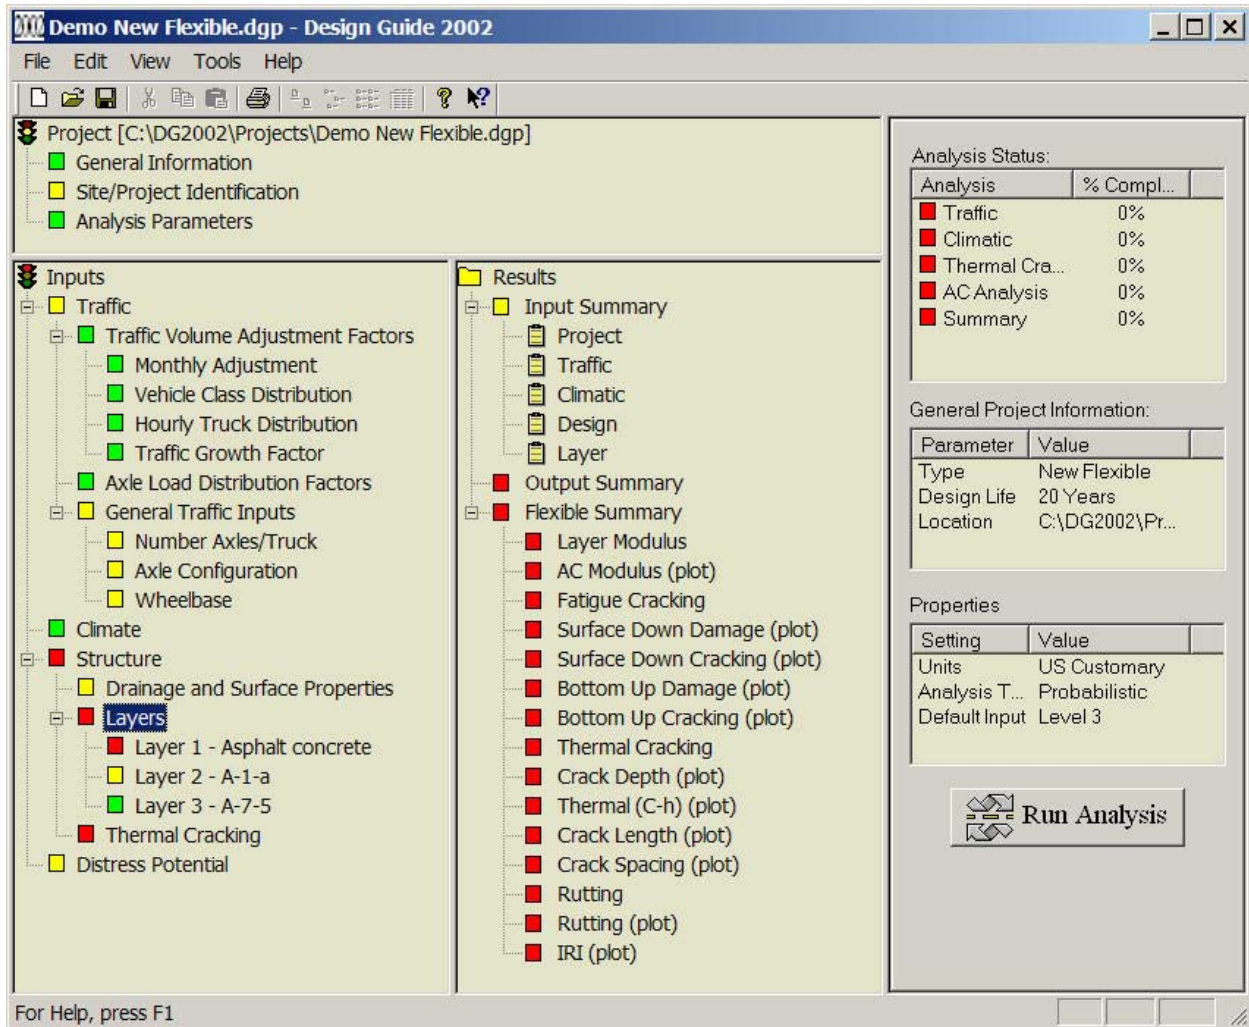 Demo New Flexible.dgp - Design Guide 2002
File Edit View Tools Help
Project [C:\DG2002\Projects\Demo New Flexible.dgp]
General Information
Site/Project Identification
Analysis Parameters
Inputs
Traffic
Traffic Volume Adjustment Factors
Monthly Adjustment
Vehicle Class Distribution
Hourly Truck Distribution
Traffic Growth Factor
Axle Load Distribution Factors
General Traffic Inputs
Number Axles/Truck
Axle Configuration
Wheelbase
Climate
Structure
Drainage and Surface Properties
Layers
Layer 1 - Asphalt concrete
Layer 2 - A-1-a
Layer 3 - A-7-5
Thermal Cracking
Distress Potential
Results
Input Summary
Project
Traffic
Climatic
Design
Layer
Output Summary
Flexible Summary
Layer Modulus
AC Modulus (plot)
Fatigue Cracking
Surface Down Damage (plot)
Surface Down Cracking (plot)
Bottom Up Damage (plot)
Bottom Up Cracking (plot)
Thermal Cracking
Crack Depth (plot)
Thermal (C-h) (plot)
Crack Length (plot)
Crack Spacing (plot)
Rutting
Rutting (plot)
IRI (plot)
Analysis Status:
Analysis % Compl...
Traffic 0%
Climatic 0%
Thermal Cra... 0%
AC Analysis 0%
Summary 0%
General Project Information:
Parameter Value
Type New Flexible
Design Life 20 Years
Location C:\DG2002\Pr...
Properties
Setting Value
Units US Customary
Analysis T... Probabilistic
Default Input Level 3
Run Analysis
For Help, press F1